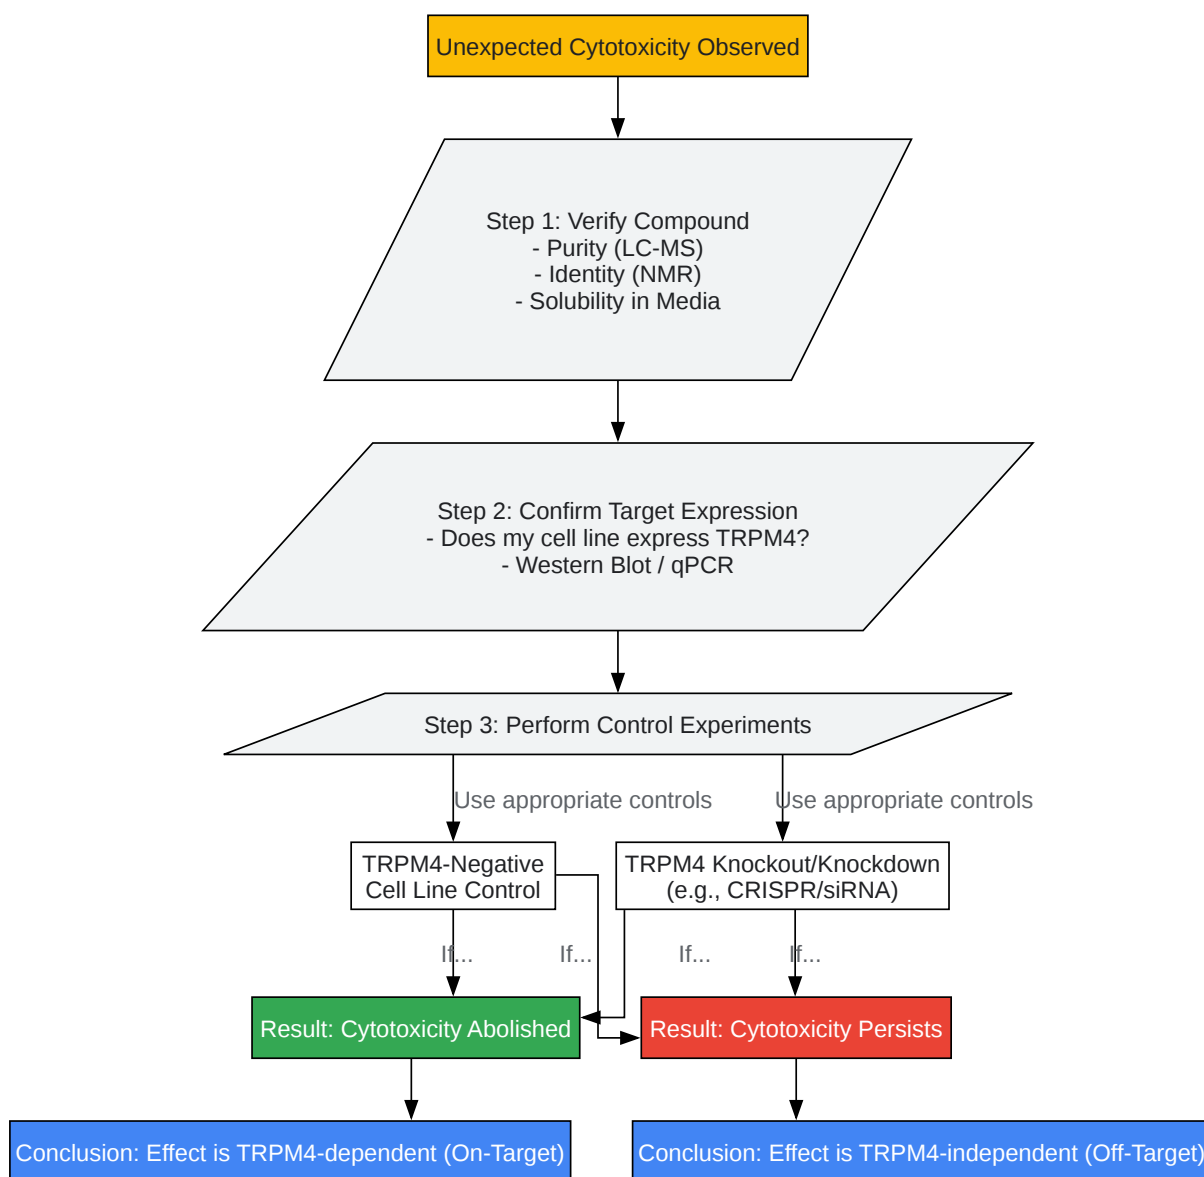 Unexpected Cytotoxicity Observed
Step 1: Verify Compound
- Purity (LC-MS)
- Identity (NMR)
- Solubility in Media
Step 2: Confirm Target Expression
- Does my cell line express TRPM4?
- Western Blot / qPCR
Step 3: Perform Control Experiments
Use appropriate controls
Use appropriate controls
TRPM4-Negative
Cell Line Control
TRPM4 Knockout/Knockdown
(e.g., CRISPR/siRNA)
If...
If...
If...
If...
Result: Cytotoxicity Abolished
Result: Cytotoxicity Persists
Conclusion: Effect is TRPM4-dependent (On-Target)
Conclusion: Effect is TRPM4-independent (Off-Target)